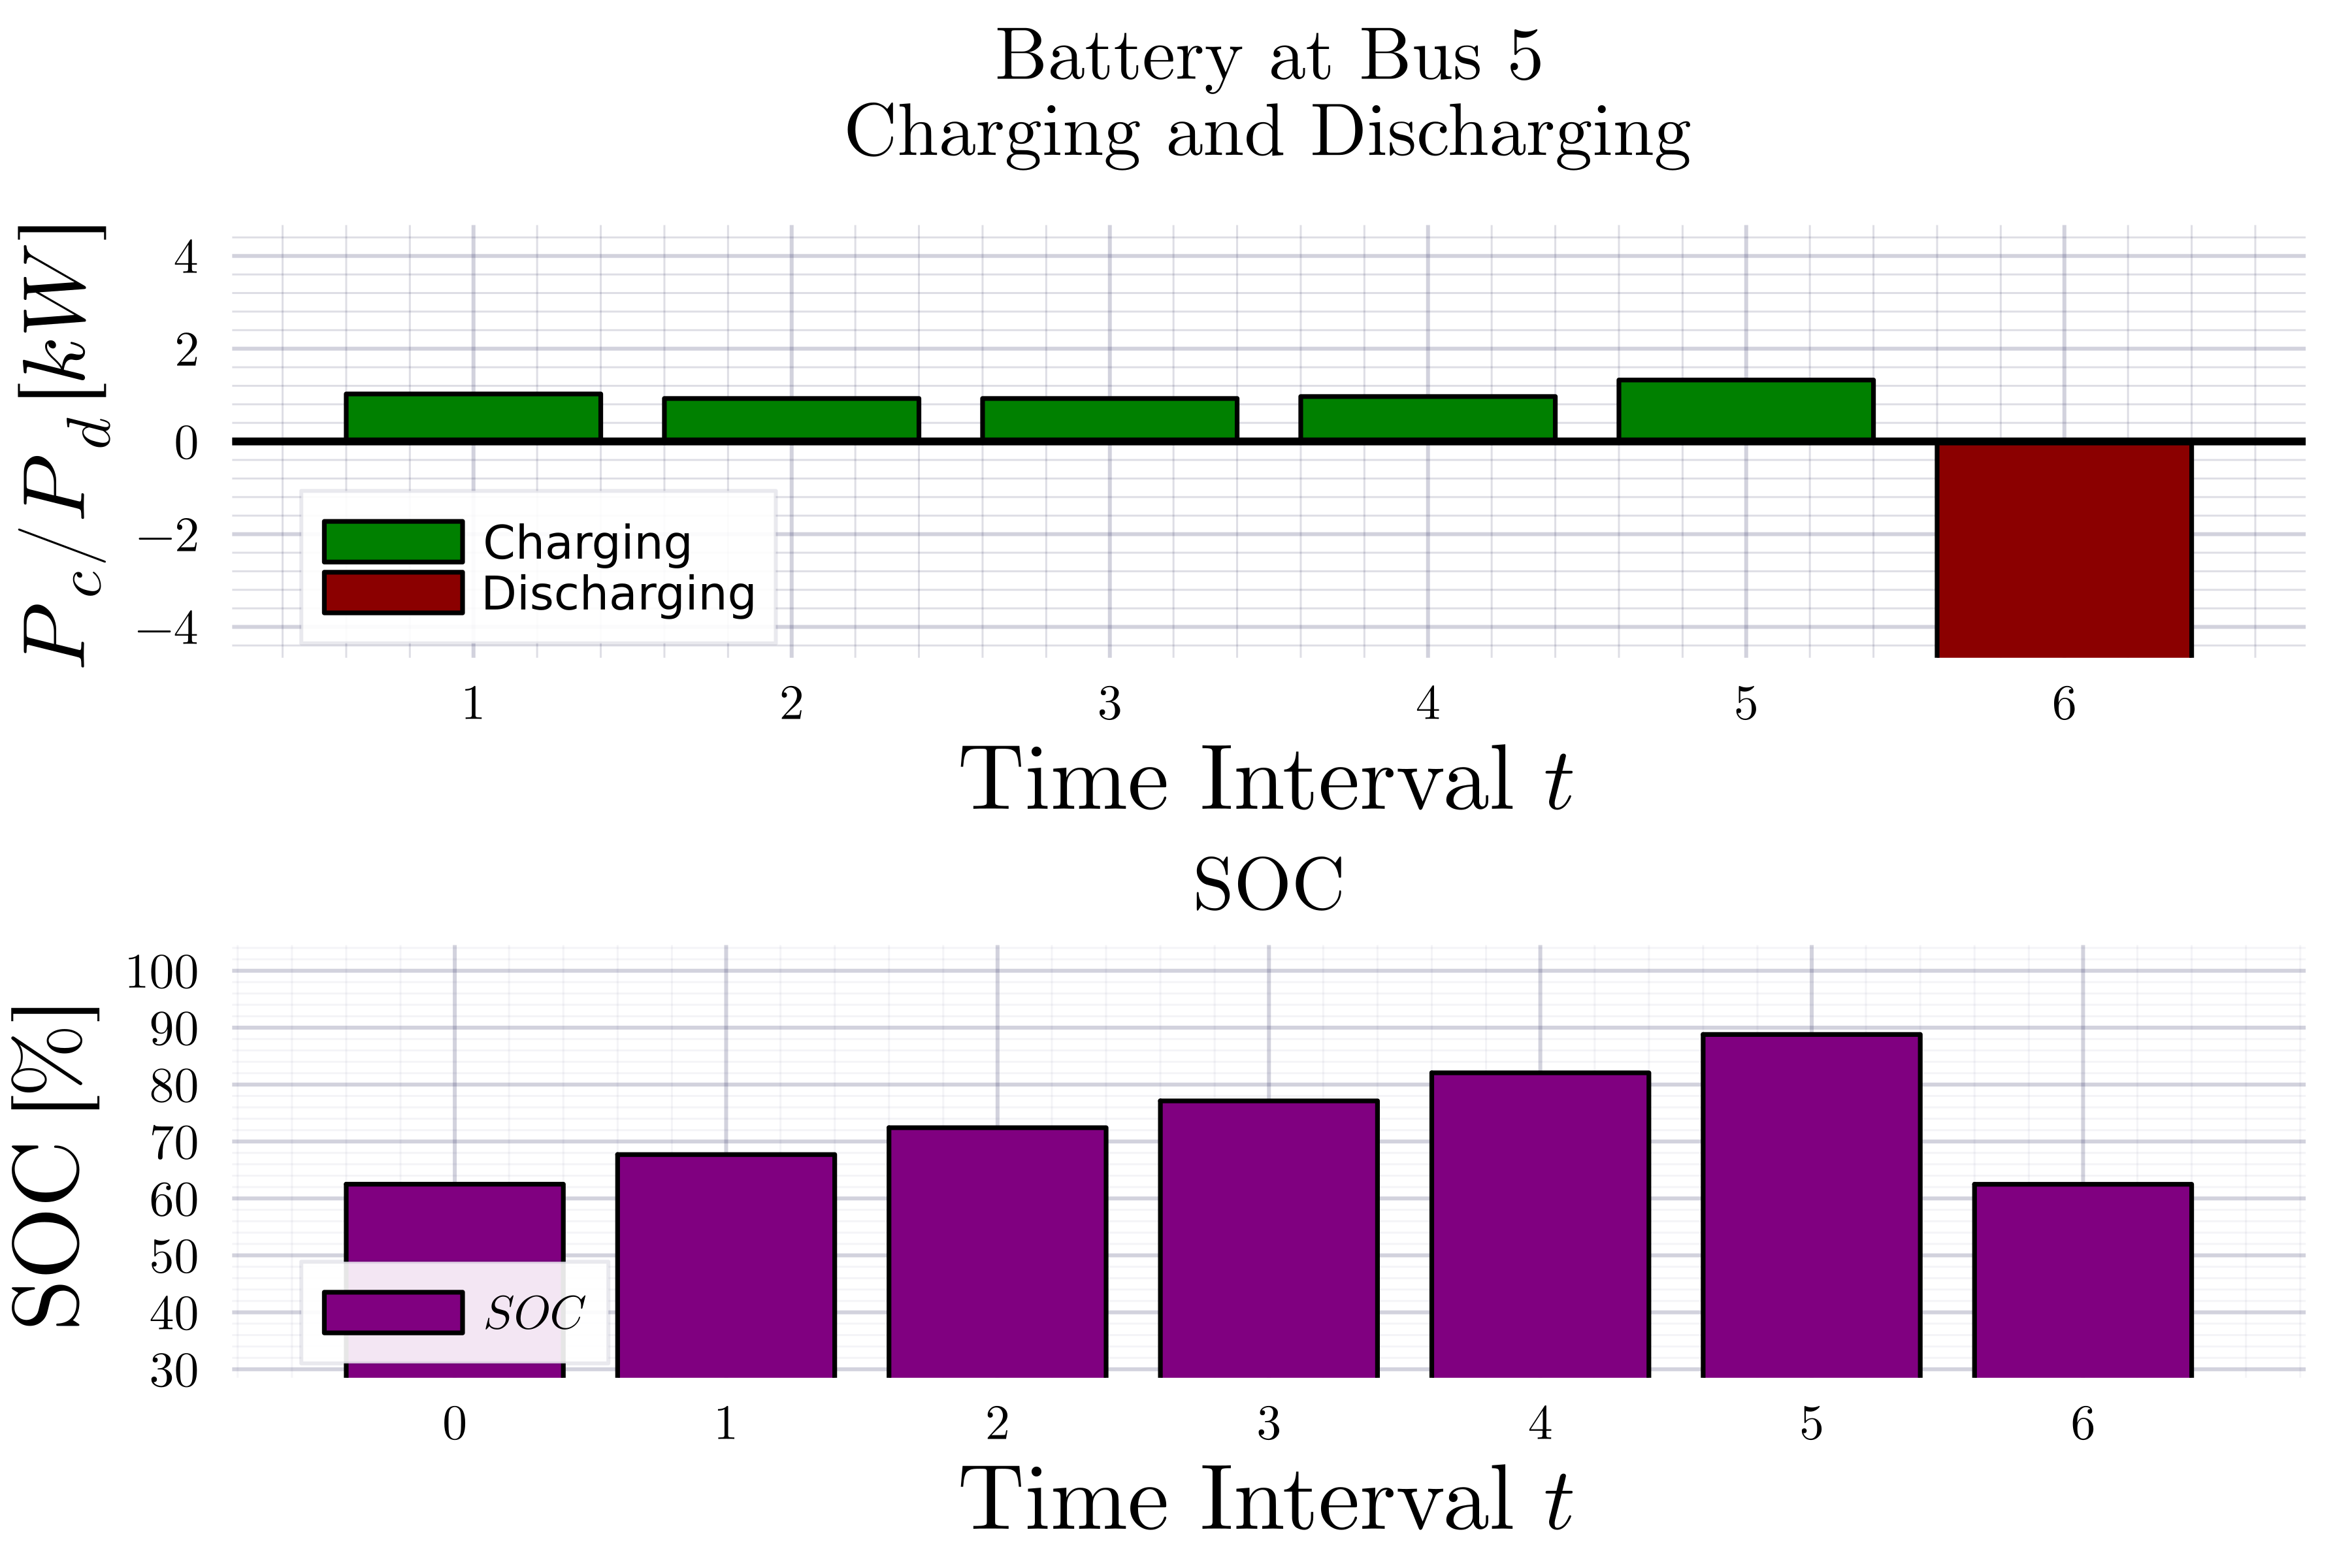 Battery at Bus 5
Charging and Discharging
P_c/P_d [kW]
4
2
0
−2
−4
Charging
Discharging
1 2 3 4 5 6
Time Interval t
SOC
SOC [%]
100
90
80
70
60
50
40
30
SOC
0 1 2 3 4 5 6
Time Interval t